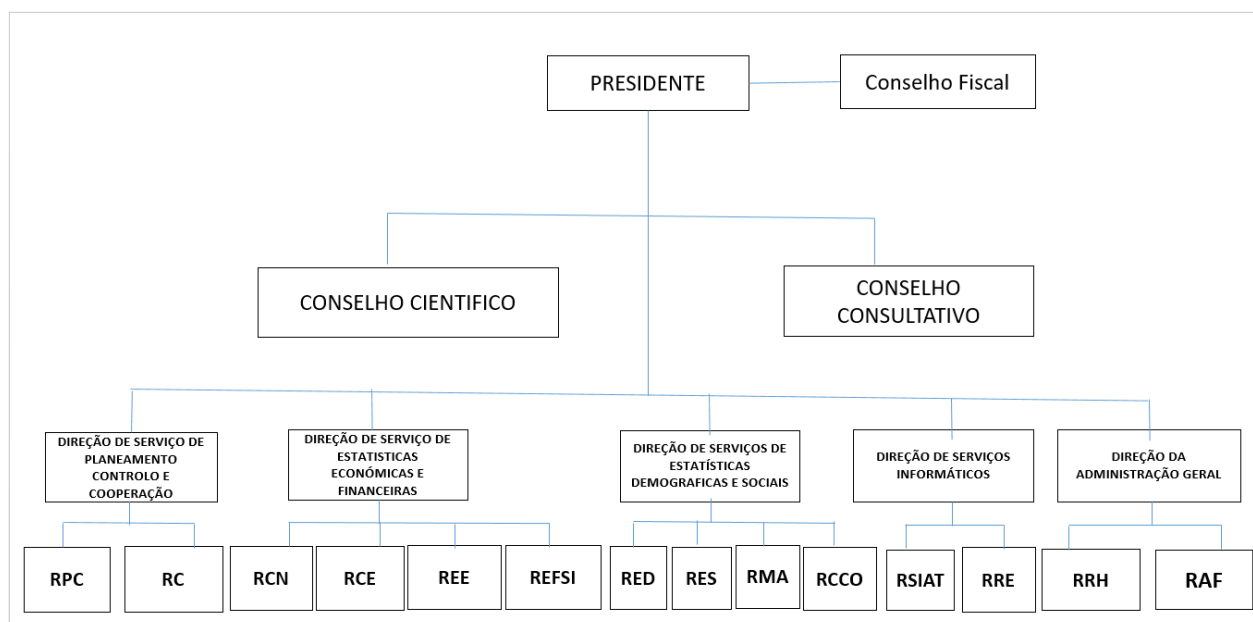 PRESIDENTE
Conselho Fiscal
CONSELHO CIENTIFICO
CONSELHO
CONSULTATIVO
DIREÇÃO DE SERVIÇO DE
PLANEAMENTO
CONTROLO E
COOPERAÇÃO
DIREÇÃO DE SERVIÇO DE
ESTATISTICAS
ECONÓMICAS E
FINANCEIRAS
DIREÇÃO DE SERVIÇOS DE
ESTATÍSTICAS
DEMOGRAFICAS E SOCIAIS
DIREÇÃO DE SERVIÇOS
INFORMÁTICOS
DIREÇÃO DA
ADMINISTRAÇÃO GERAL
RPC
RC
RCN
RCE
REE
REFSI
RED
RES
RMA
RCCO
RSIAT
RRE
RRH
RAF